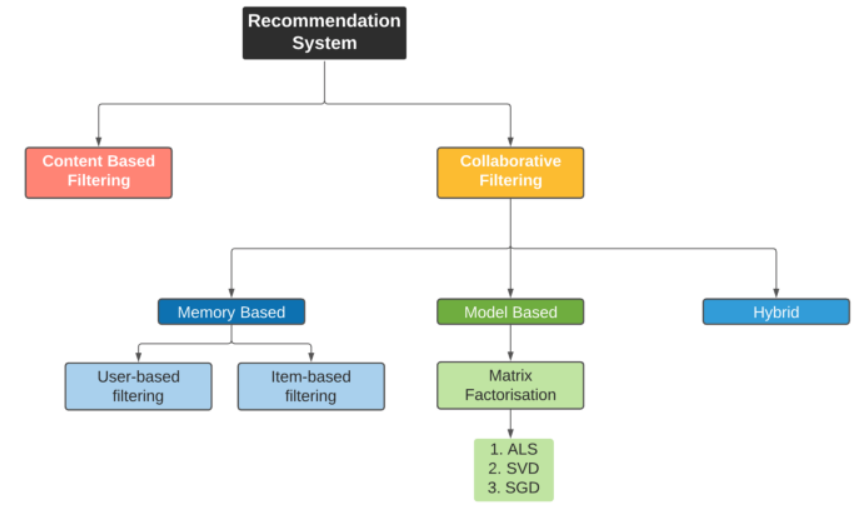 Recommendation
System
Content Based
Filtering
Collaborative
Filtering
Memory Based
Model Based
Hybrid
User-based
filtering
Item-based
filtering
Matrix
Factorisation
1. ALS
2. SVD
3. SGD